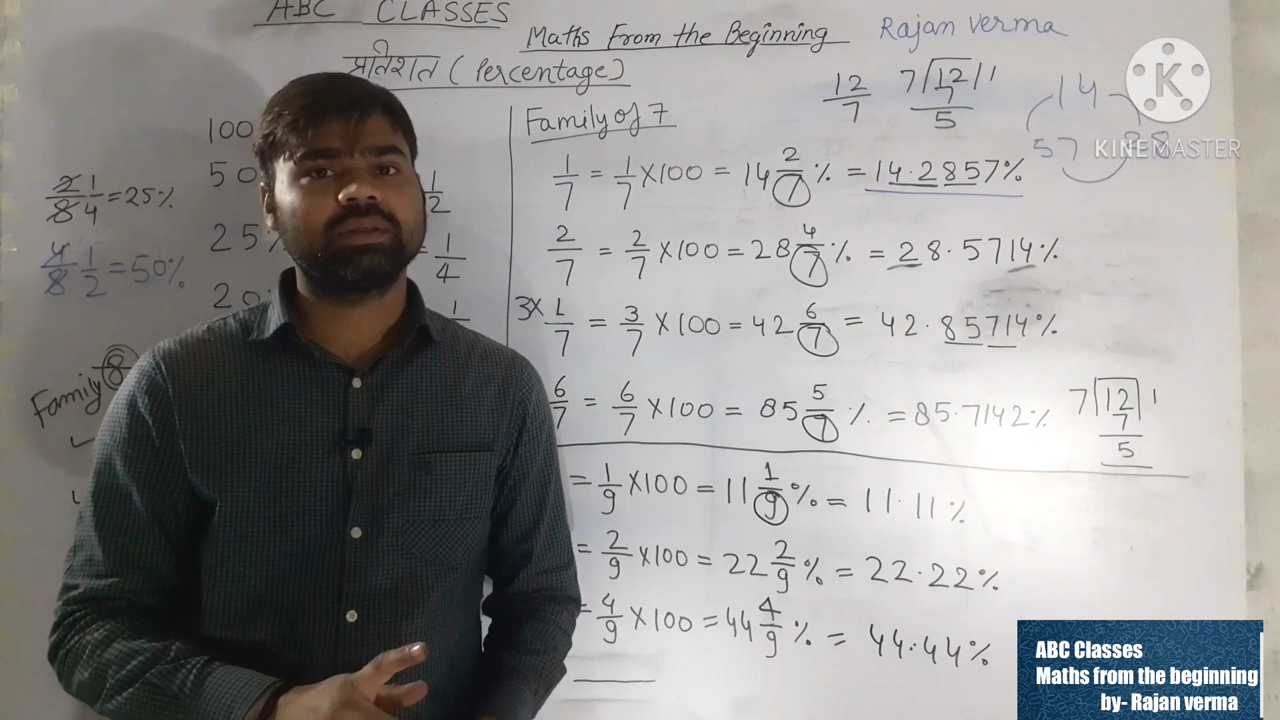 ABC CLASSES
Maths From the Beginning Rajan verma
प्रतिशत (Percentage)
12/7 7)12(1 7 5
14 57 28
K
KINEMASTER
100
50 1/2
25% = 1/4
20 1
2/8 1/4 = 25%
4/8 1/2 = 50%
Family 8
Family of 7
1/7 = 1/7 × 100 = 14 2/7 % = 14.2857%
2/7 = 2/7 × 100 = 28 4/7 % = 28.5714%
3× 1/7 = 3/7 × 100 = 42 6/7 = 42.85714%
6/7 = 6/7 × 100 = 85 5/7 % = 85.7142% 7)12(1 7 5
= 1/9 × 100 = 11 1/9 % = 11.11%
= 2/9 × 100 = 22 2/9 % = 22.22%
= 4/9 × 100 = 44 4/9 % = 44.44%
ABC Classes
Maths from the beginning
by- Rajan verma